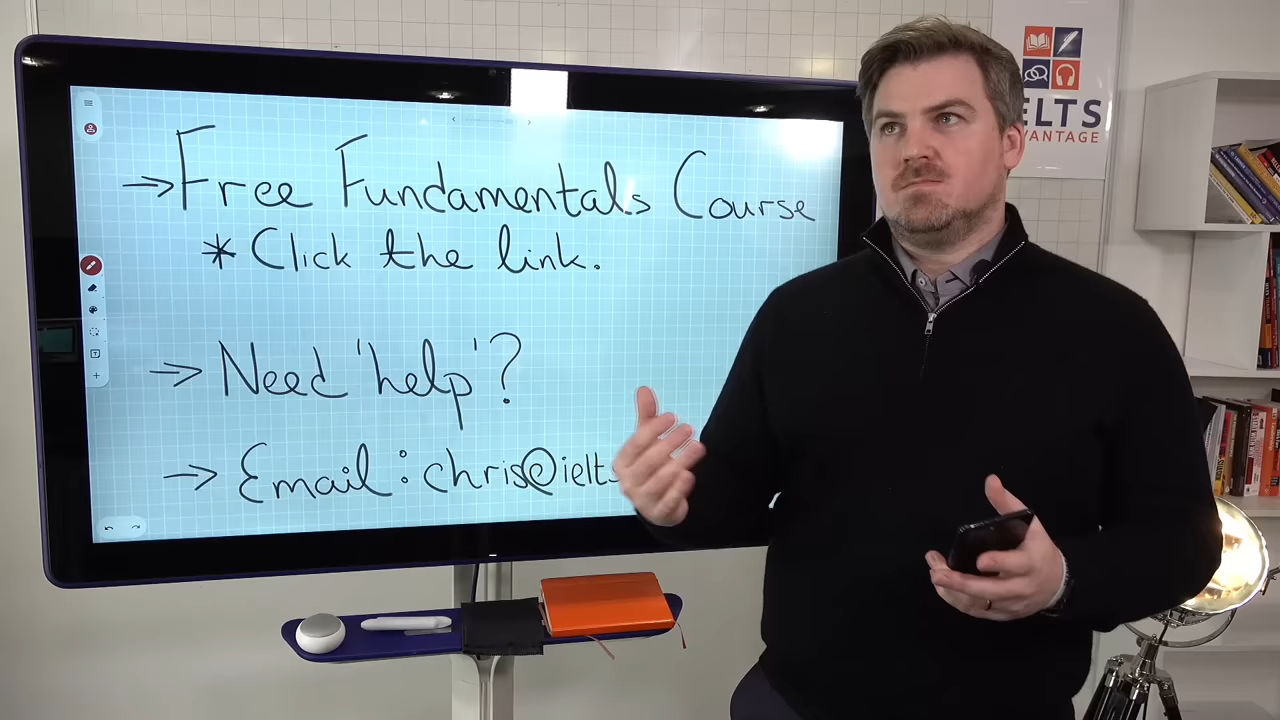 →Free Fundamentals Course
* Click the link.
→ Need 'help'?
→ Email: chris@ielts
ELTS
VANTAGE